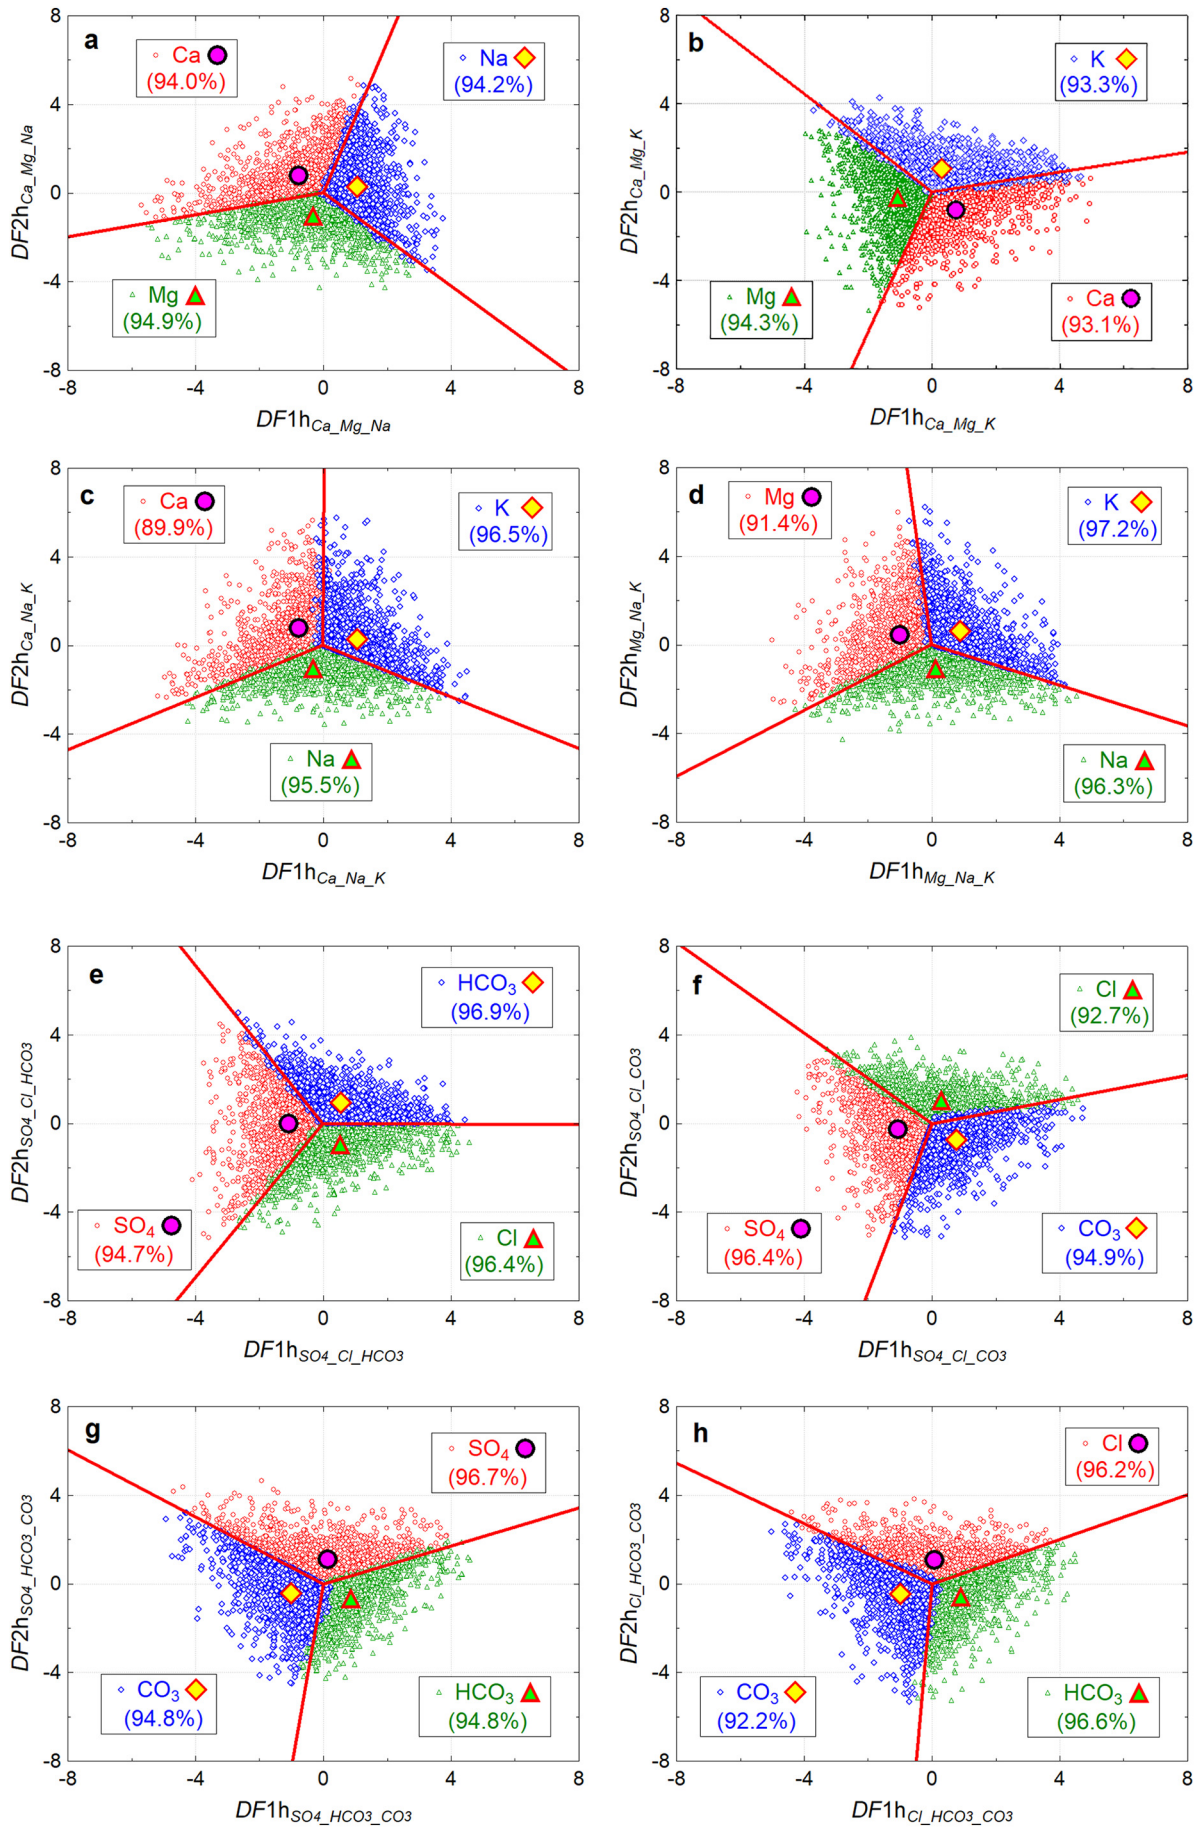 a
Ca
(94.0%)
Na
(94.2%)
Mg
(94.9%)
8
4
0
-4
-8
-8
-4
0
4
8
DF2hCa_Mg_Na
DF1hCa_Mg_Na
b
K
(93.3%)
Mg
(94.3%)
Ca
(93.1%)
8
4
0
-4
-8
-8
-4
0
4
8
DF2hCa_Mg_K
DF1hCa_Mg_K
c
Ca
(89.9%)
K
(96.5%)
Na
(95.5%)
8
4
0
-4
-8
-8
-4
0
4
8
DF2hCa_Na_K
DF1hCa_Na_K
d
Mg
(91.4%)
K
(97.2%)
Na
(96.3%)
8
4
0
-4
-8
-8
-4
0
4
8
DF2hMg_Na_K
DF1hMg_Na_K
e
HCO3
(96.9%)
SO4
(94.7%)
Cl
(96.4%)
8
4
0
-4
-8
-8
-4
0
4
8
DF2hSO4_Cl_HCO3
DF1hSO4_Cl_HCO3
f
Cl
(92.7%)
SO4
(96.4%)
CO3
(94.9%)
8
4
0
-4
-8
-8
-4
0
4
8
DF2hSO4_Cl_CO3
DF1hSO4_Cl_CO3
g
SO4
(96.7%)
CO3
(94.8%)
HCO3
(94.8%)
8
4
0
-4
-8
-8
-4
0
4
8
DF2hSO4_HCO3_CO3
DF1hSO4_HCO3_CO3
h
Cl
(96.2%)
CO3
(92.2%)
HCO3
(96.6%)
8
4
0
-4
-8
-8
-4
0
4
8
DF2hCl_HCO3_CO3
DF1hCl_HCO3_CO3